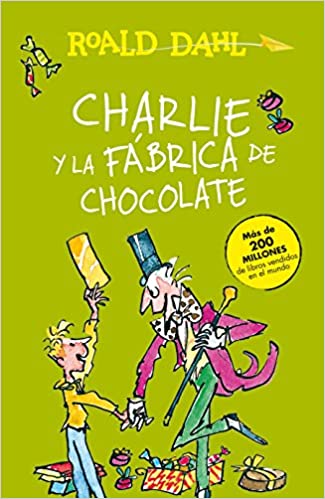 ROALD DAHL
CHARLIE
Y LA FÁBRICA DE
CHOCOLATE
Más de
200
MILLONES
de libros vendidos
en el mundo